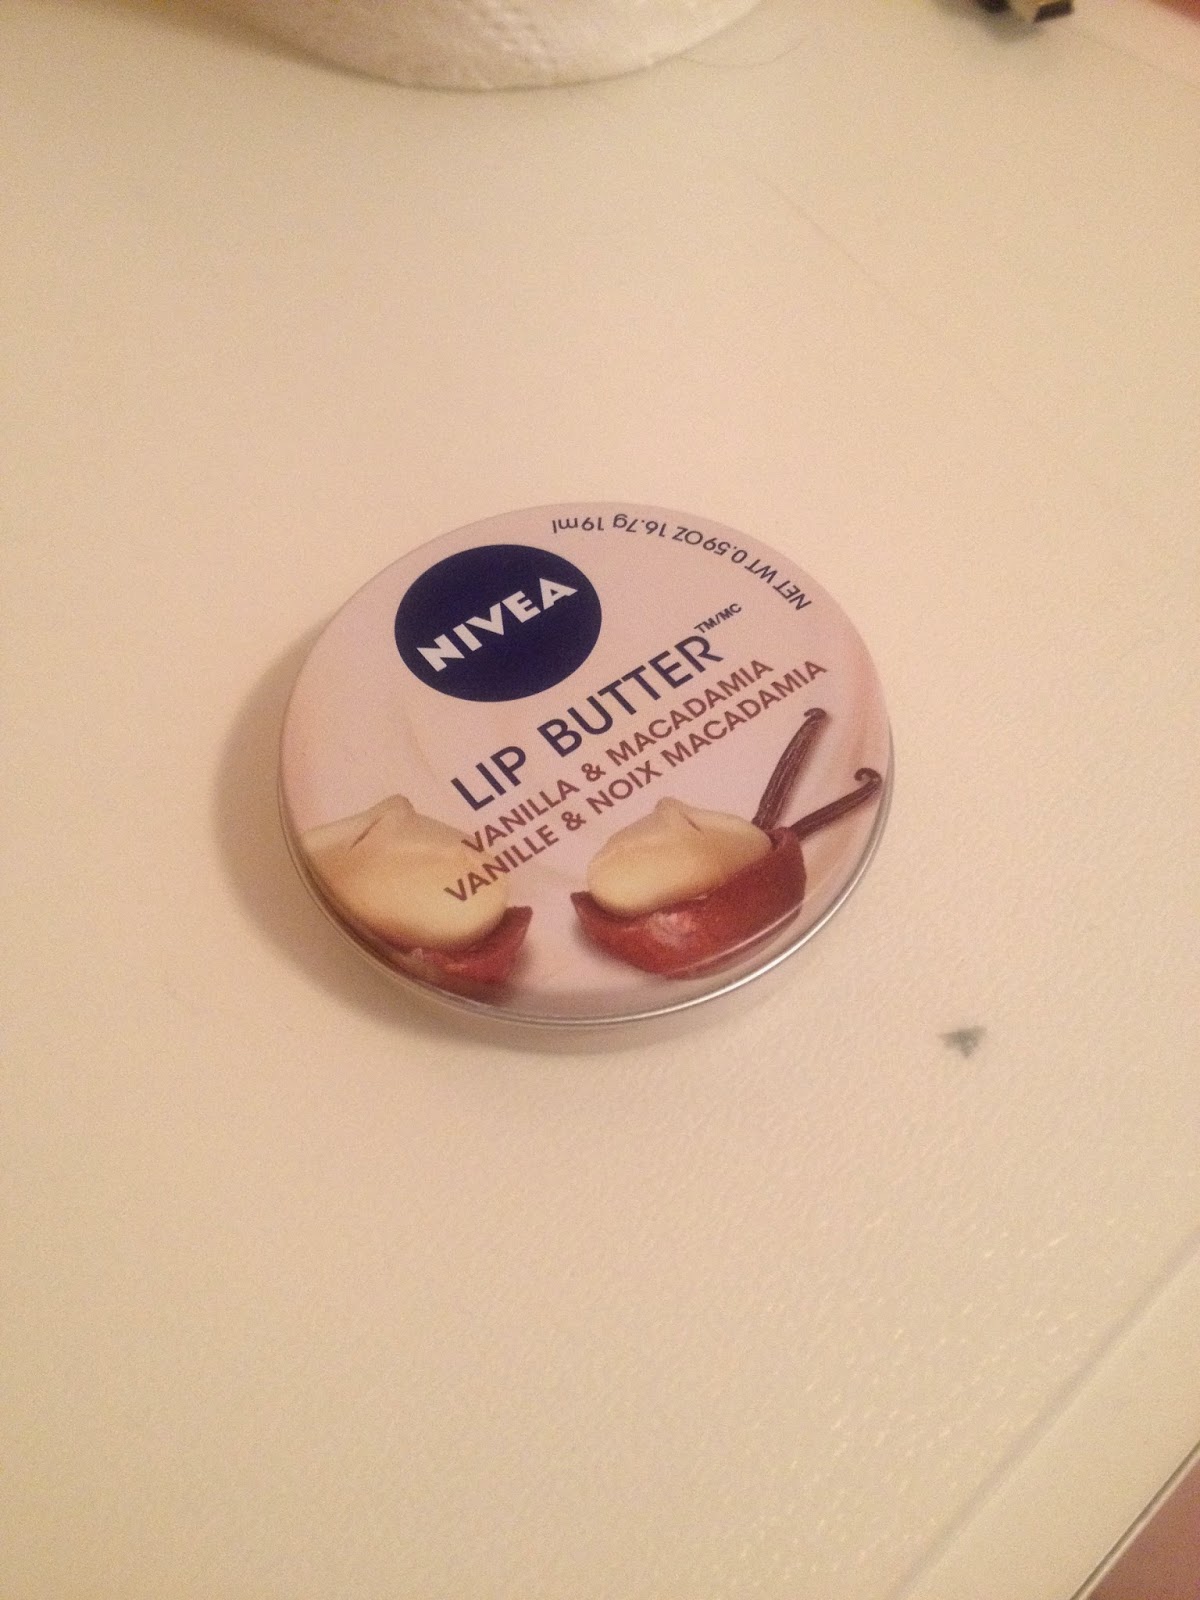 NIVEA
LIP BUTTER™/MC
VANILLA & MACADAMIA
VANILLE & NOIX MACADAMIA
NET WT 0.59OZ 16.7g 19ml